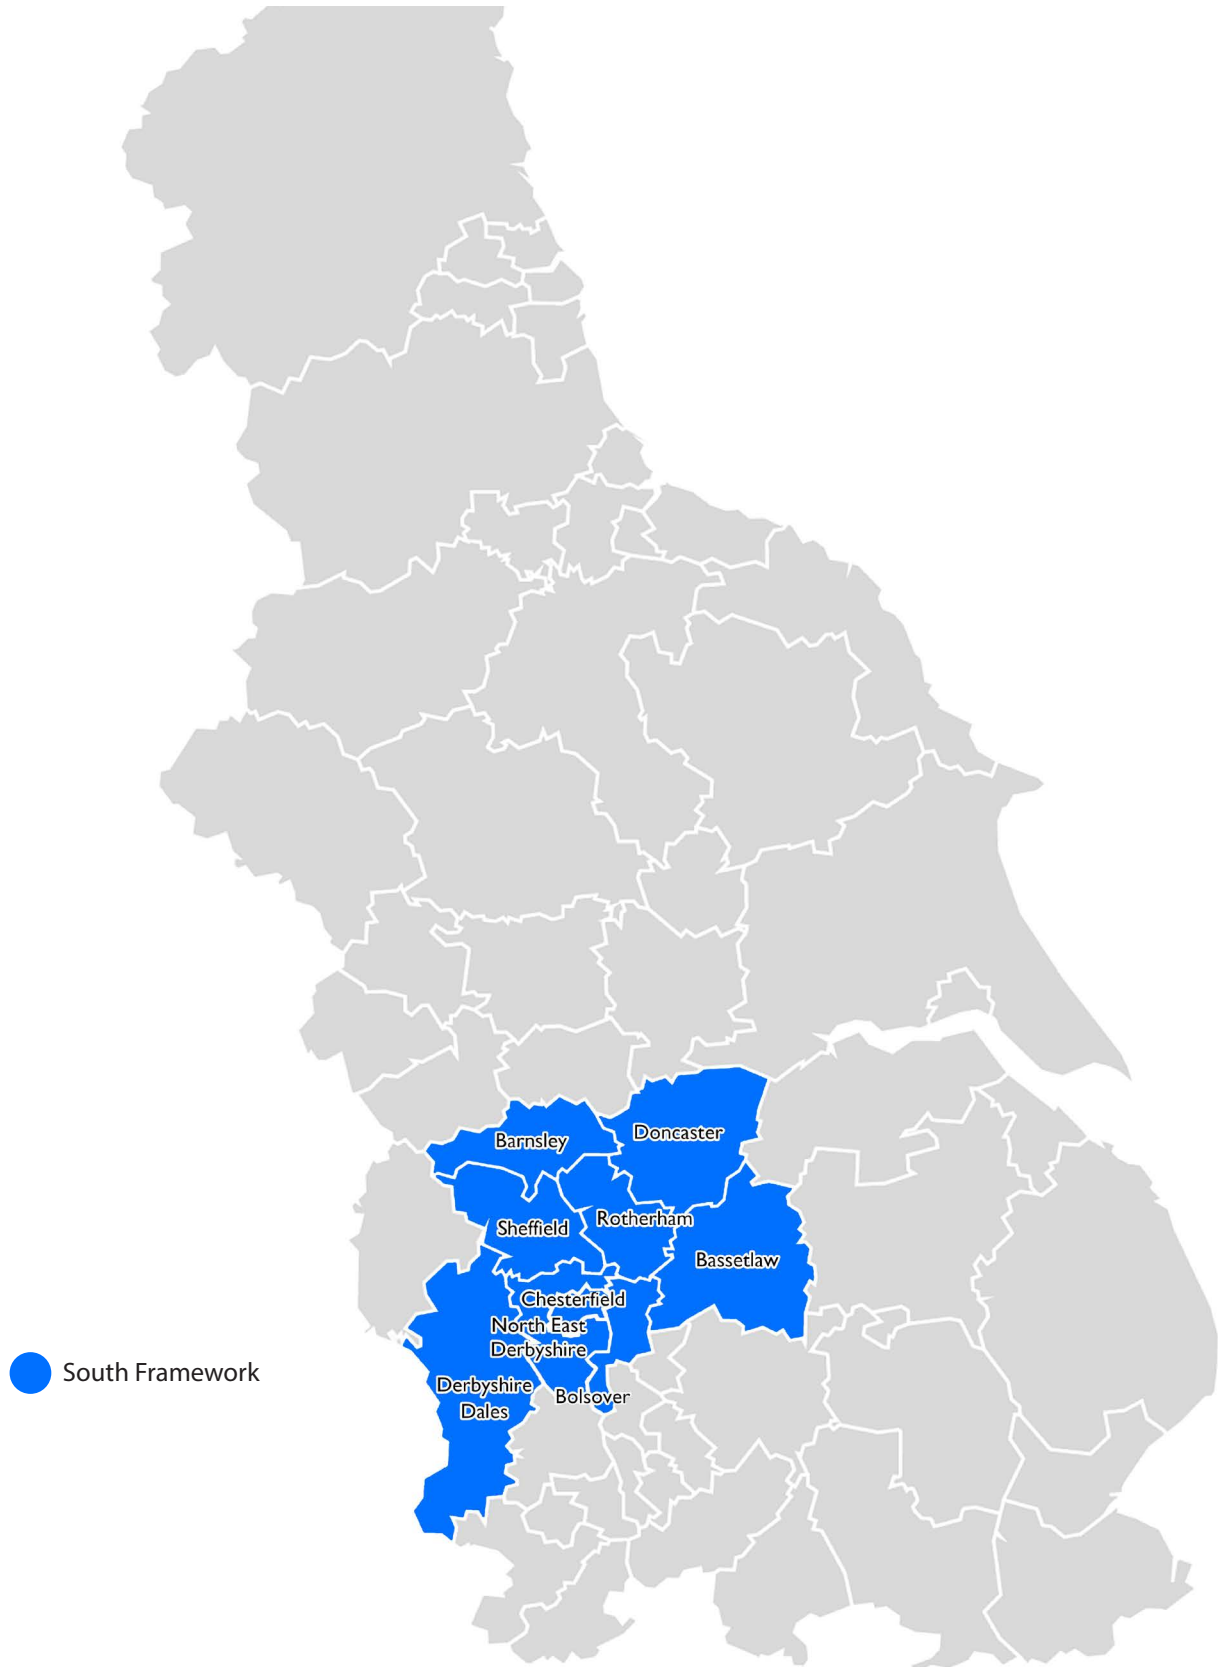 Doncaster
Barnsley
Rotherham
Sheffield
Bassetlaw
Chesterfield
North East
Derbyshire
South Framework
Derbyshire
Dales
Bolsover